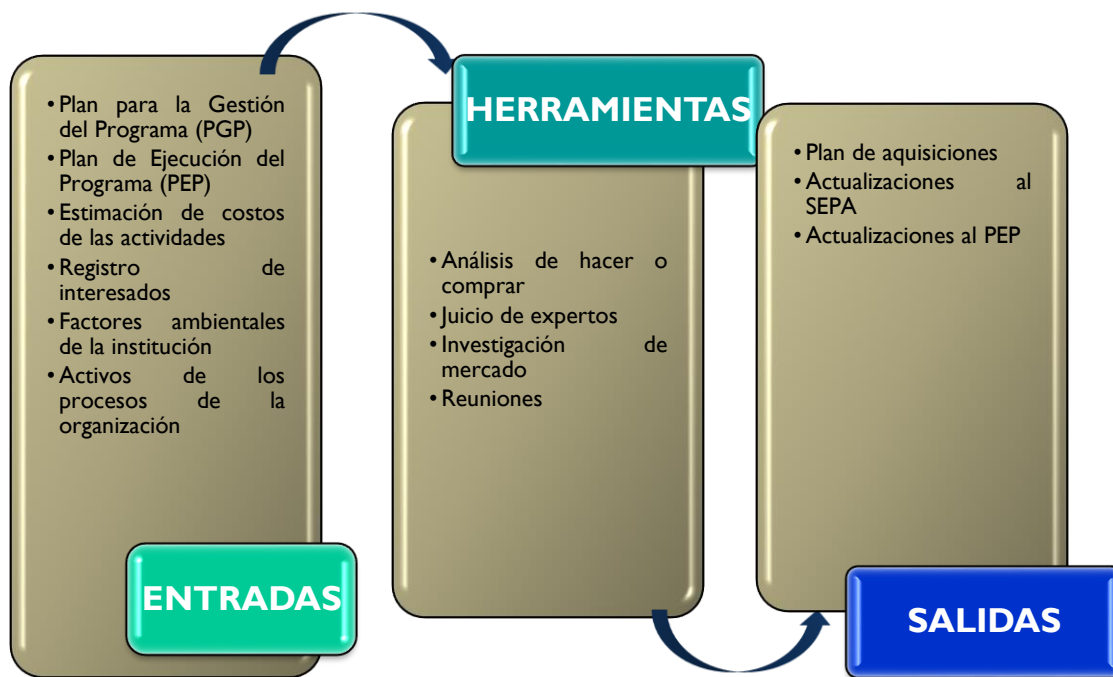 • Plan para la Gestión
del Programa (PGP)
• Plan de Ejecución del
Programa (PEP)
• Estimación de costos
de las actividades
• Registro de
interesados
• Factores ambientales
de la institución
• Activos de los
procesos de la
organización
ENTRADAS
HERRAMIENTAS
• Análisis de hacer o
comprar
• Juicio de expertos
• Investigación de
mercado
• Reuniones
• Plan de aquisiciones
• Actualizaciones al
SEPA
• Actualizaciones al PEP
SALIDAS